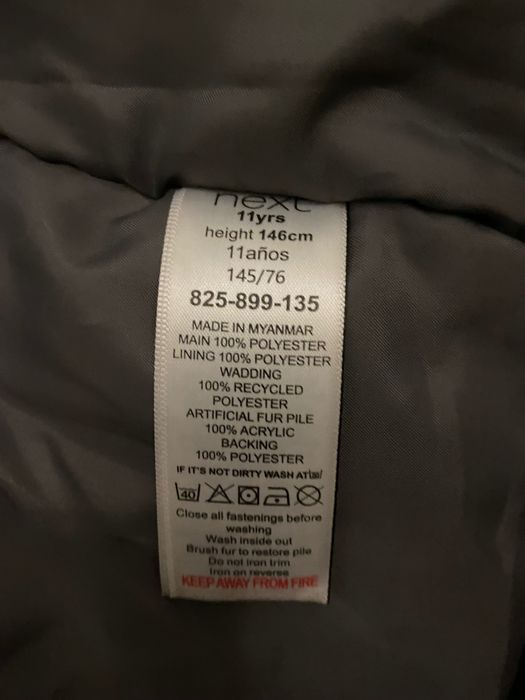 next
11yrs
height 146cm
11años
145/76
825-899-135
MADE IN MYANMAR
MAIN 100% POLYESTER
LINING 100% POLYESTER
WADDING
100% RECYCLED
POLYESTER
ARTIFICIAL FUR PILE
100% ACRYLIC
BACKING
100% POLYESTER
IF IT'S NOT DIRTY WASH AT
40
Close all fastenings before
washing
Wash inside out
Brush fur to restore pile
Do not iron trim
Iron on reverse
KEEP AWAY FROM FIRE